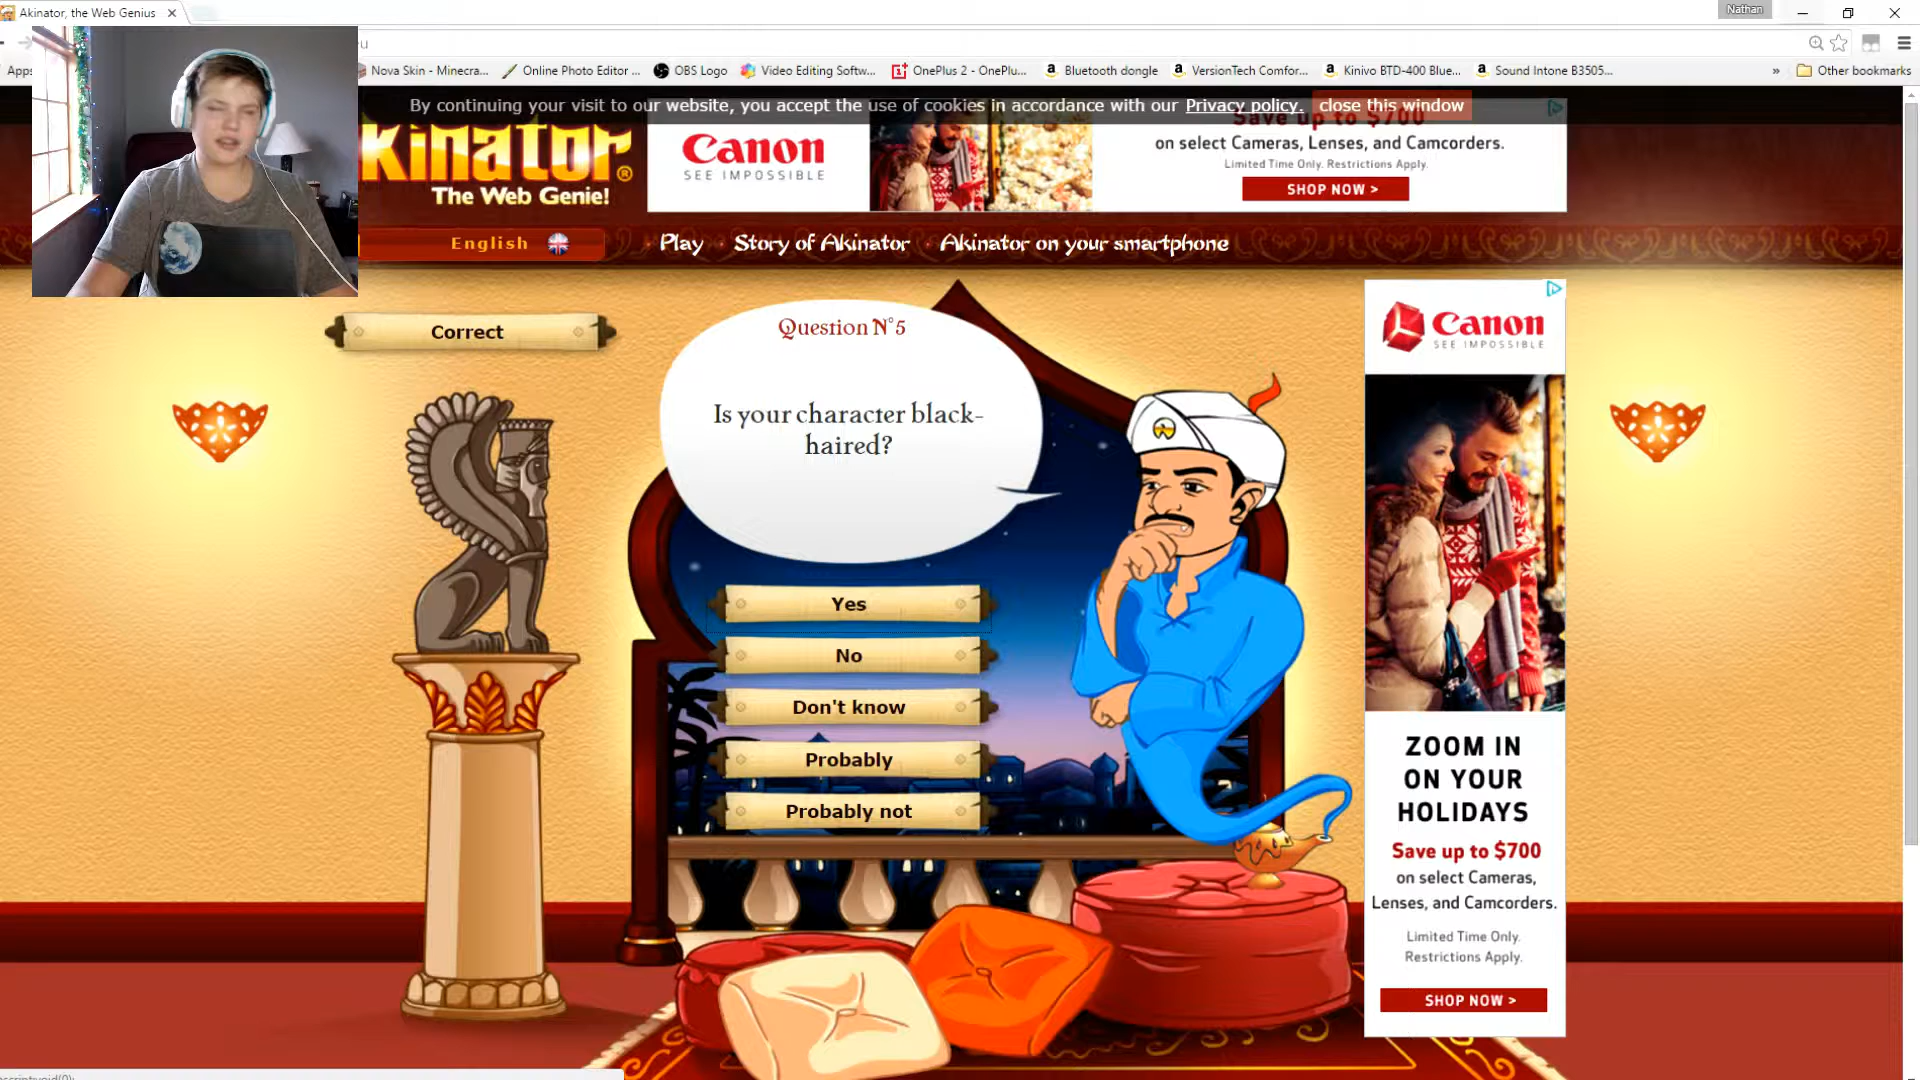 Akinator, the Web Genius
Nathan
Apps
Nova Skin - Minecra...
Online Photo Editor ...
OBS Logo
Video Editing Softw...
OnePlus 2 - OnePlu...
Bluetooth dongle
VersionTech Comfor...
Kinivo BTD-400 Blue...
Sound Intone B3505...
»
Other bookmarks
By continuing your visit to our website, you accept the use of cookies in accordance with our Privacy policy. close this window
kinator®
The Web Genie!
Canon
SEE IMPOSSIBLE
Save up to $700
on select Cameras, Lenses, and Camcorders.
Limited Time Only. Restrictions Apply.
SHOP NOW >
English
Play
Story of Akinator
Akinator on your smartphone
Correct
Question N°5
Is your character black-
haired?
Yes
No
Don't know
Probably
Probably not
Canon
SEE IMPOSSIBLE
ZOOM IN
ON YOUR
HOLIDAYS
Save up to $700
on select Cameras,
Lenses, and Camcorders.
Limited Time Only.
Restrictions Apply.
SHOP NOW >